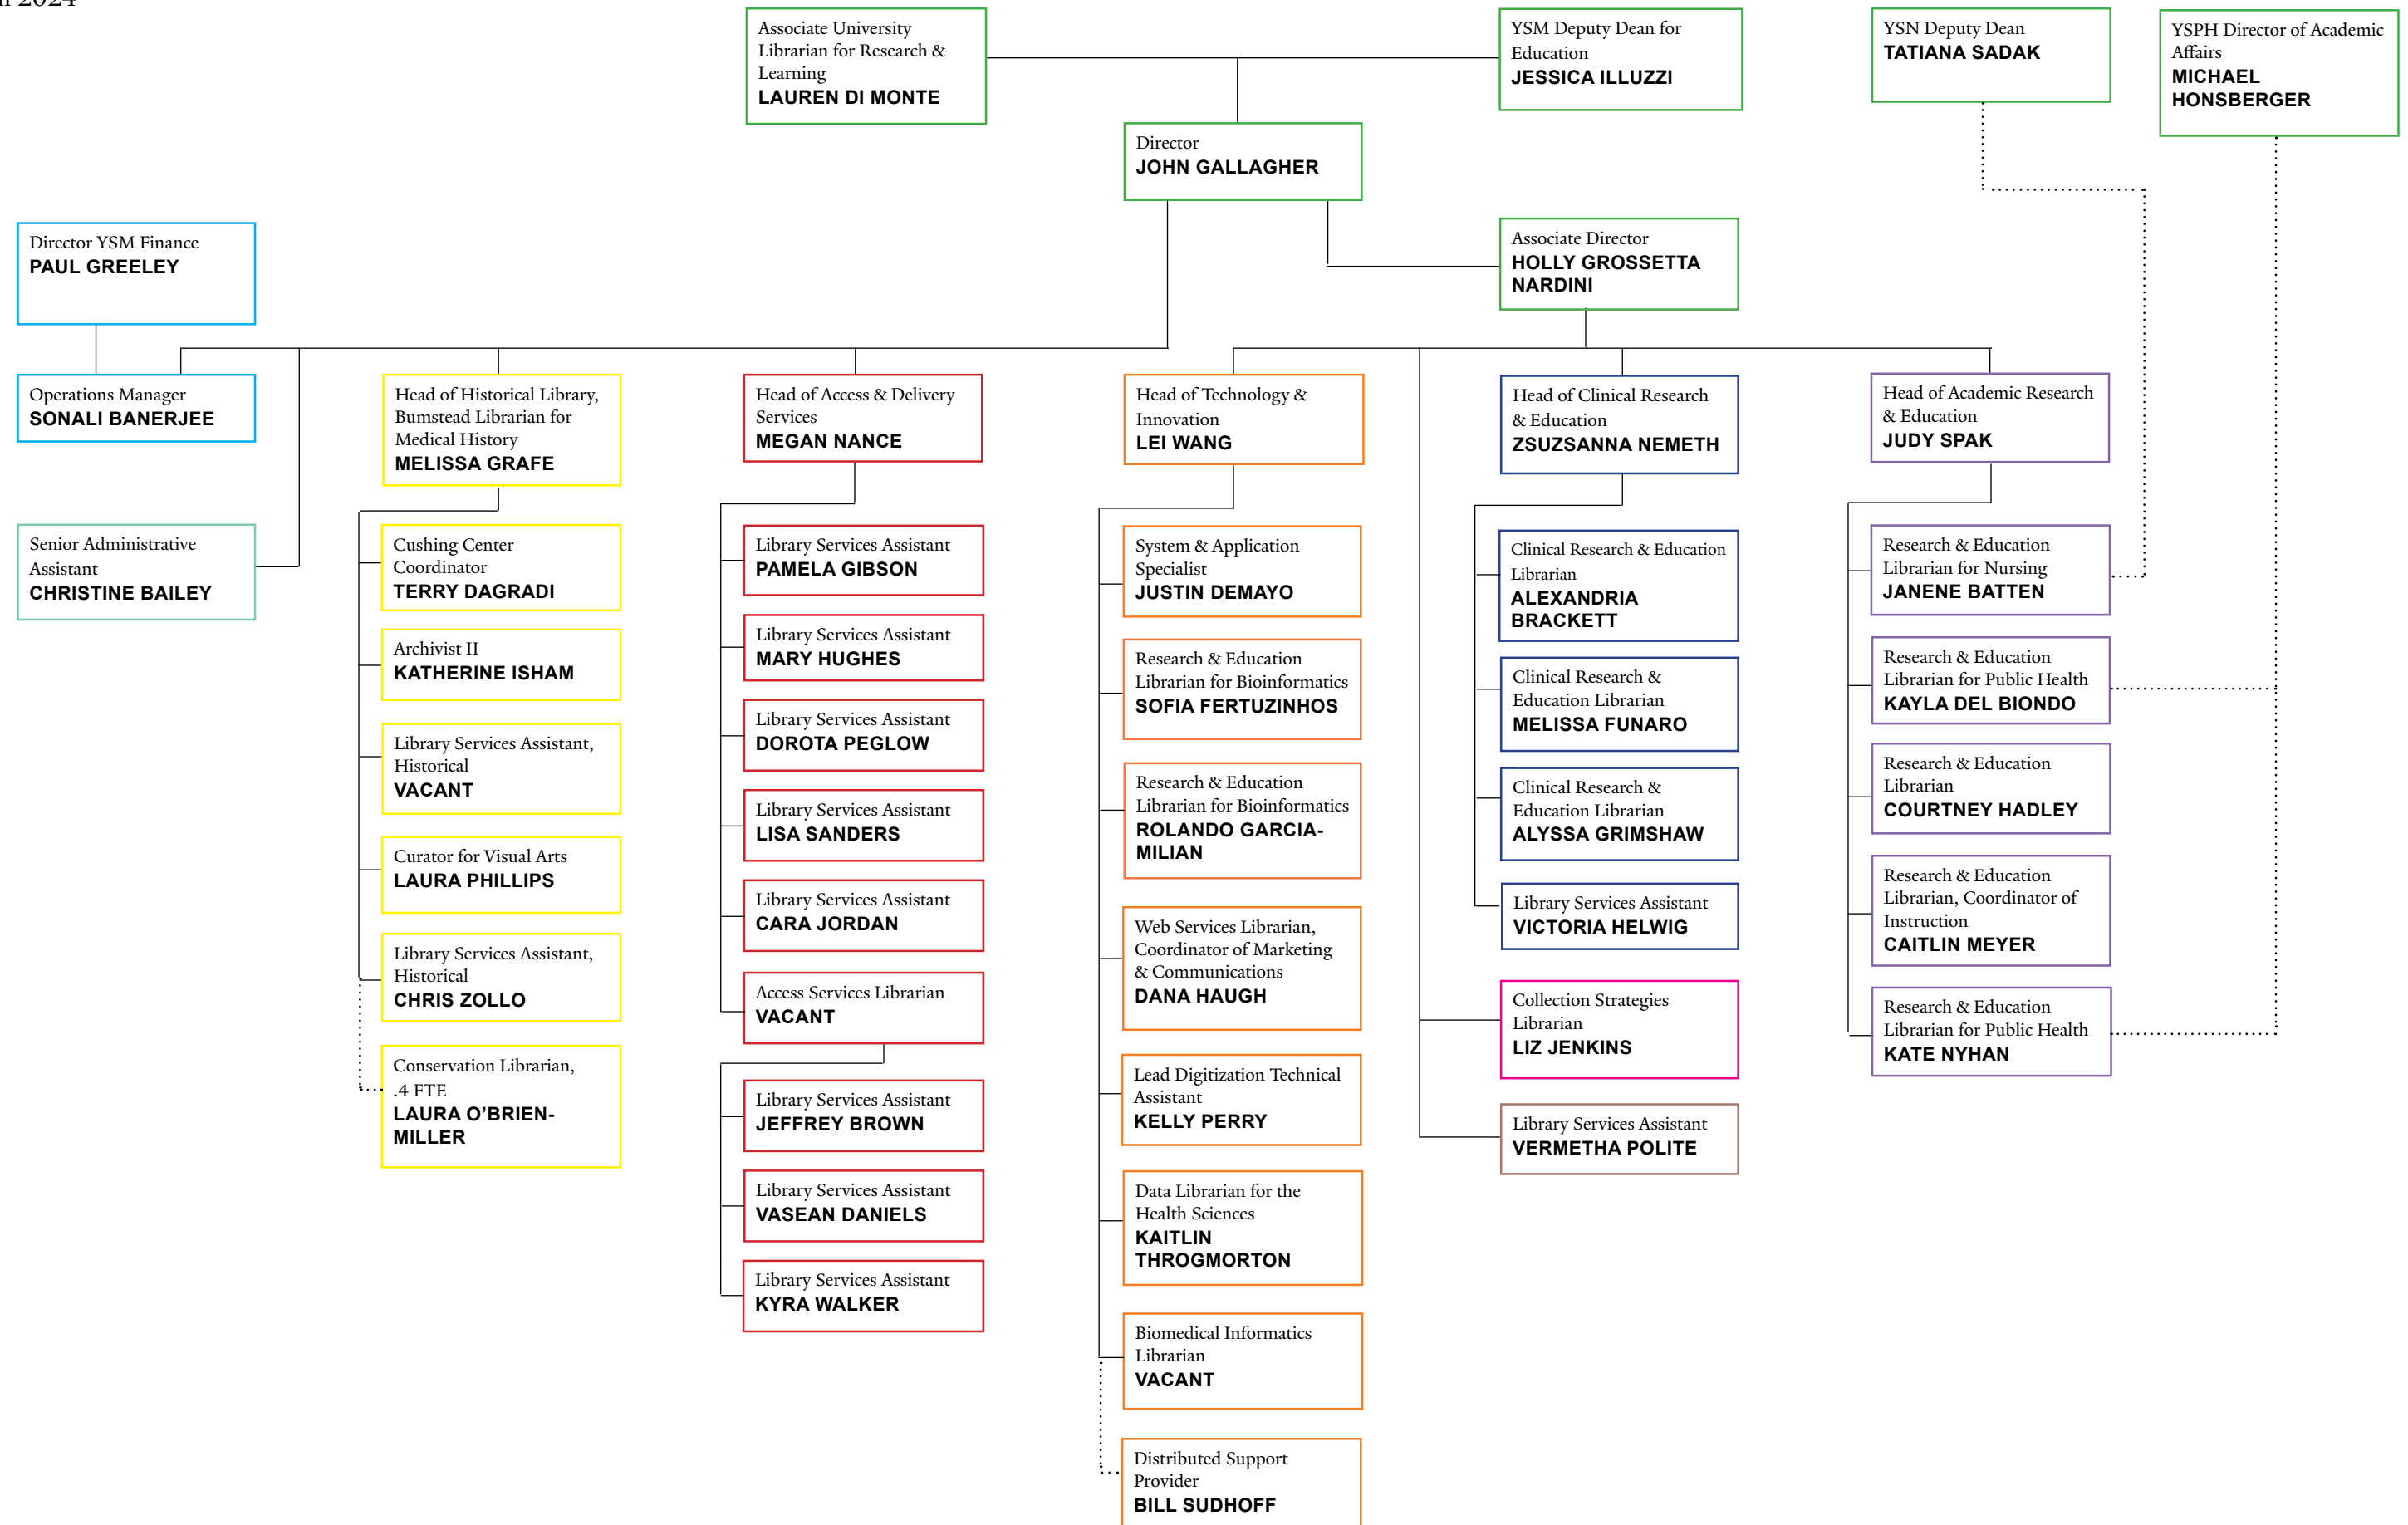 2024
Associate University
Librarian for Research &
Learning
LAUREN DI MONTE
YSM Deputy Dean for
Education
JESSICA ILLUZZI
YSN Deputy Dean
TATIANA SADAK
YSPH Director of Academic
Affairs
MICHAEL
HONSBERGER
Director
JOHN GALLAGHER
Director YSM Finance
PAUL GREELEY
Associate Director
HOLLY GROSSETTA
NARDINI
Operations Manager
SONALI BANERJEE
Senior Administrative
Assistant
CHRISTINE BAILEY
Head of Historical Library,
Bumstead Librarian for
Medical History
MELISSA GRAFE
Cushing Center
Coordinator
TERRY DAGRADI
Archivist II
KATHERINE ISHAM
Library Services Assistant,
Historical
VACANT
Curator for Visual Arts
LAURA PHILLIPS
Library Services Assistant,
Historical
CHRIS ZOLLO
Conservation Librarian,
.4 FTE
LAURA O’BRIEN-
MILLER
Head of Access & Delivery
Services
MEGAN NANCE
Library Services Assistant
PAMELA GIBSON
Library Services Assistant
MARY HUGHES
Library Services Assistant
DOROTA PEGLOW
Library Services Assistant
LISA SANDERS
Library Services Assistant
CARA JORDAN
Access Services Librarian
VACANT
Library Services Assistant
JEFFREY BROWN
Library Services Assistant
VASEAN DANIELS
Library Services Assistant
KYRA WALKER
Head of Technology &
Innovation
LEI WANG
System & Application
Specialist
JUSTIN DEMAYO
Research & Education
Librarian for Bioinformatics
SOFIA FERTUZINHOS
Research & Education
Librarian for Bioinformatics
ROLANDO GARCIA-
MILIAN
Web Services Librarian,
Coordinator of Marketing
& Communications
DANA HAUGH
Lead Digitization Technical
Assistant
KELLY PERRY
Data Librarian for the
Health Sciences
KAITLIN
THROGMORTON
Biomedical Informatics
Librarian
VACANT
Distributed Support
Provider
BILL SUDHOFF
Head of Clinical Research
& Education
ZSUZSANNA NEMETH
Clinical Research & Education
Librarian
ALEXANDRIA
BRACKETT
Clinical Research &
Education Librarian
MELISSA FUNARO
Clinical Research &
Education Librarian
ALYSSA GRIMSHAW
Library Services Assistant
VICTORIA HELWIG
Collection Strategies
Librarian
LIZ JENKINS
Library Services Assistant
VERMETHA POLITE
Head of Academic Research
& Education
JUDY SPAK
Research & Education
Librarian for Nursing
JANENE BATTEN
Research & Education
Librarian for Public Health
KAYLA DEL BIONDO
Research & Education
Librarian
COURTNEY HADLEY
Research & Education
Librarian, Coordinator of
Instruction
CAITLIN MEYER
Research & Education
Librarian for Public Health
KATE NYHAN